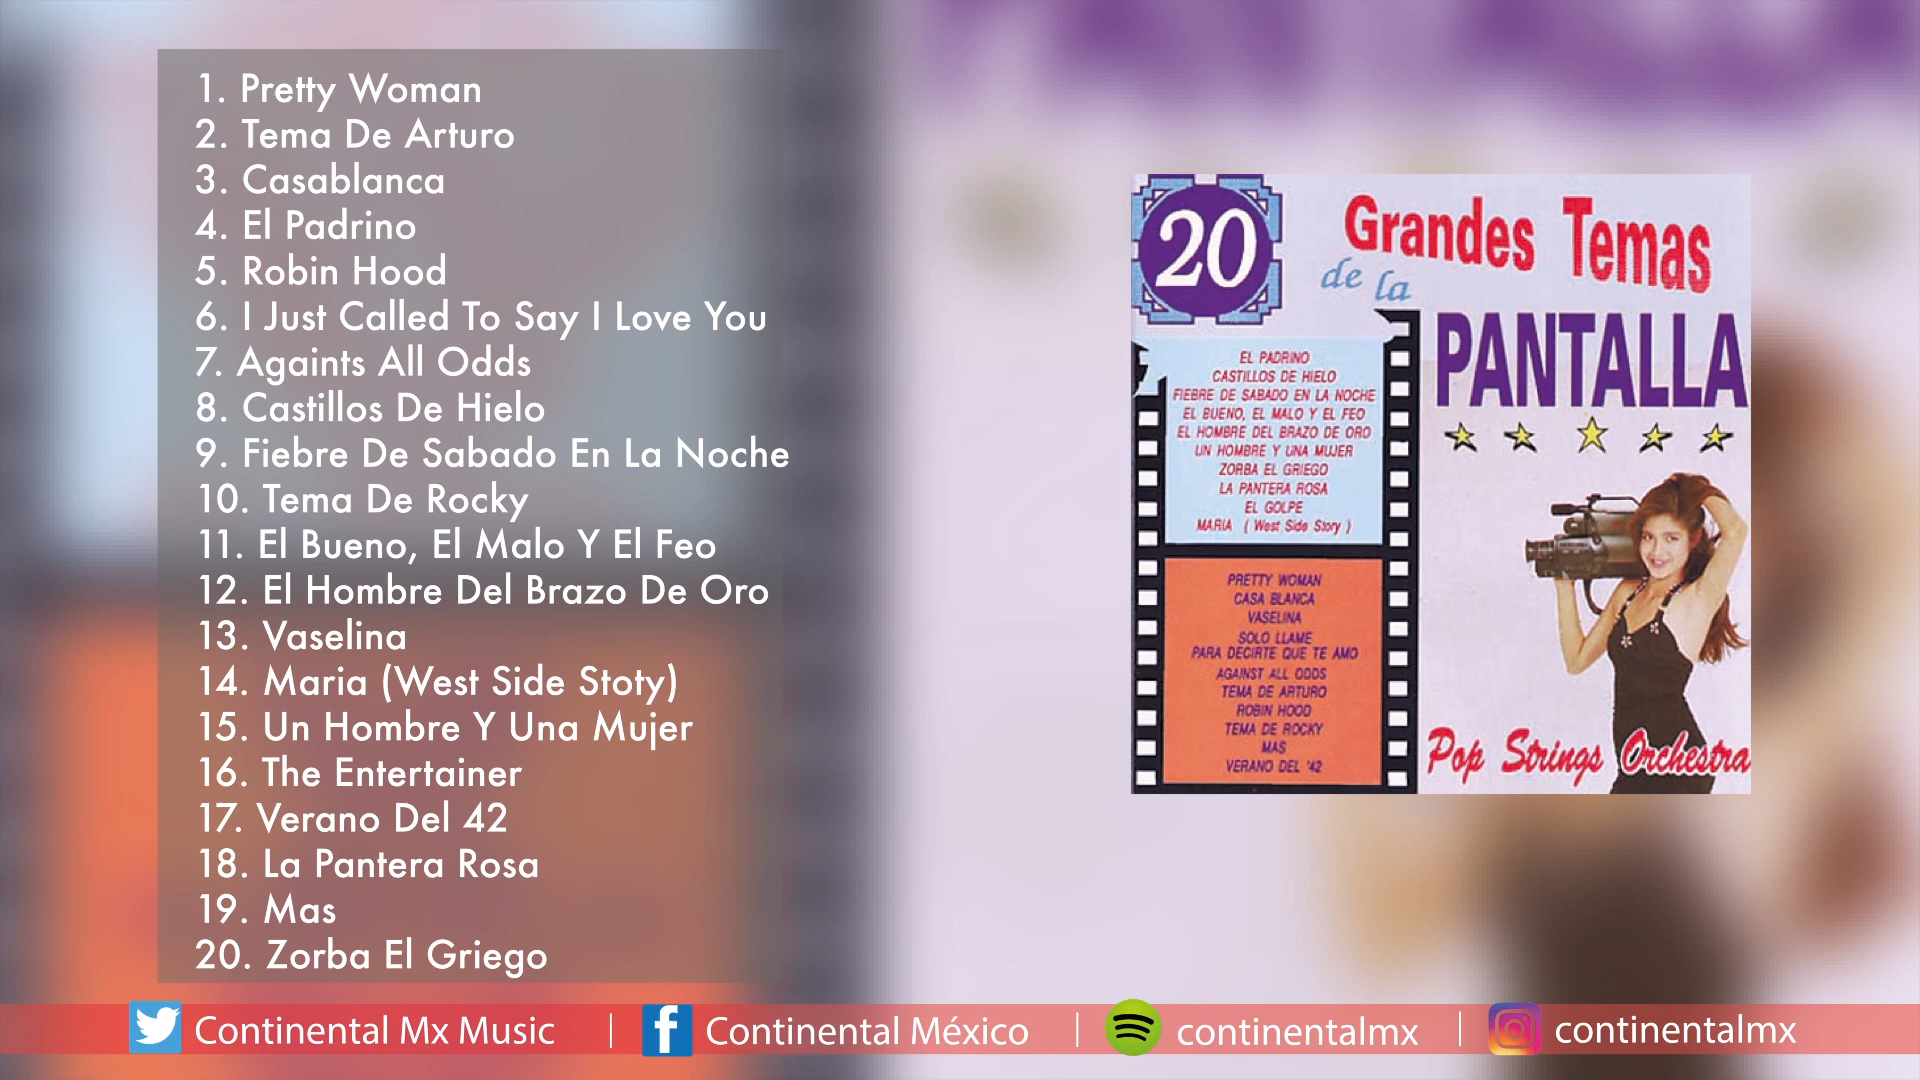 1. Pretty Woman
2. Tema De Arturo
3. Casablanca
4. El Padrino
5. Robin Hood
6. I Just Called To Say I Love You
7. Againts All Odds
8. Castillos De Hielo
9. Fiebre De Sabado En La Noche
10. Tema De Rocky
11. El Bueno, El Malo Y El Feo
12. El Hombre Del Brazo De Oro
13. Vaselina
14. Maria (West Side Stoty)
15. Un Hombre Y Una Mujer
16. The Entertainer
17. Verano Del 42
18. La Pantera Rosa
19. Mas
20. Zorba El Griego
20
Grandes Temas
de la
PANTALLA
EL PADRINO
CASTILLOS DE HIELO
FIEBRE DE SABADO EN LA NOCHE
EL BUENO, EL MALO Y EL FEO
EL HOMBRE DEL BRAZO DE ORO
UN HOMBRE Y UNA MUJER
ZORBA EL GRIEGO
LA PANTERA ROSA
EL GOLPE
MARIA ( West Side Story )
PRETTY WOMAN
CASA BLANCA
VASELINA
SOLO LLAME
PARA DECIRTE QUE TE AMO
AGAINST ALL ODDS
TEMA DE ARTURO
ROBIN HOOD
TEMA DE ROCKY
MAS
VERANO DEL '42
Pop Strings Orchestra
Continental Mx Music | Continental México | continentalmx | continentalmx